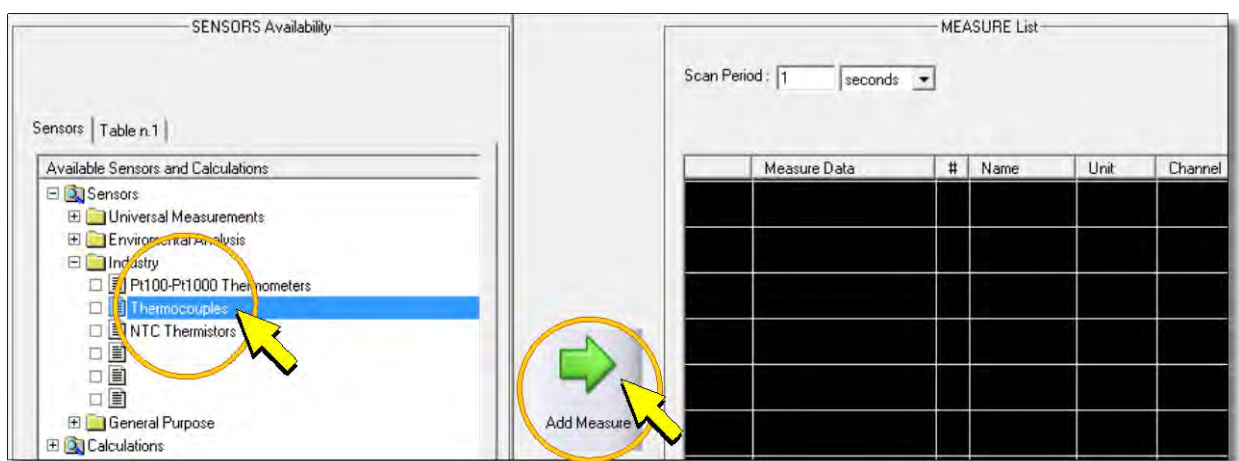 SENSORS Availability
Sensors
Table n.1
Available Sensors and Calculations
Sensors
Universal Measurements
Enviromental Analysis
Industry
Pt100-Pt1000 Thermometers
Thermocouples
NTC Thermistors
General Purpose
Calculations
Add Measure
MEASURE List
Scan Period : 1 seconds
Measure Data # Name Unit Channel